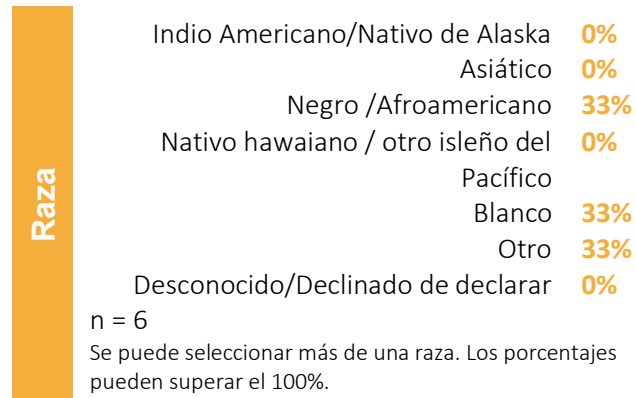 Raza
Indio Americano/Nativo de Alaska 0%
Asiático 0%
Negro /Afroamericano 33%
Nativo hawaiano / otro isleño del 0%
Pacífico
Blanco 33%
Otro 33%
Desconocido/Declinado de declarar 0%
n = 6
Se puede seleccionar más de una raza. Los porcentajes
pueden superar el 100%.